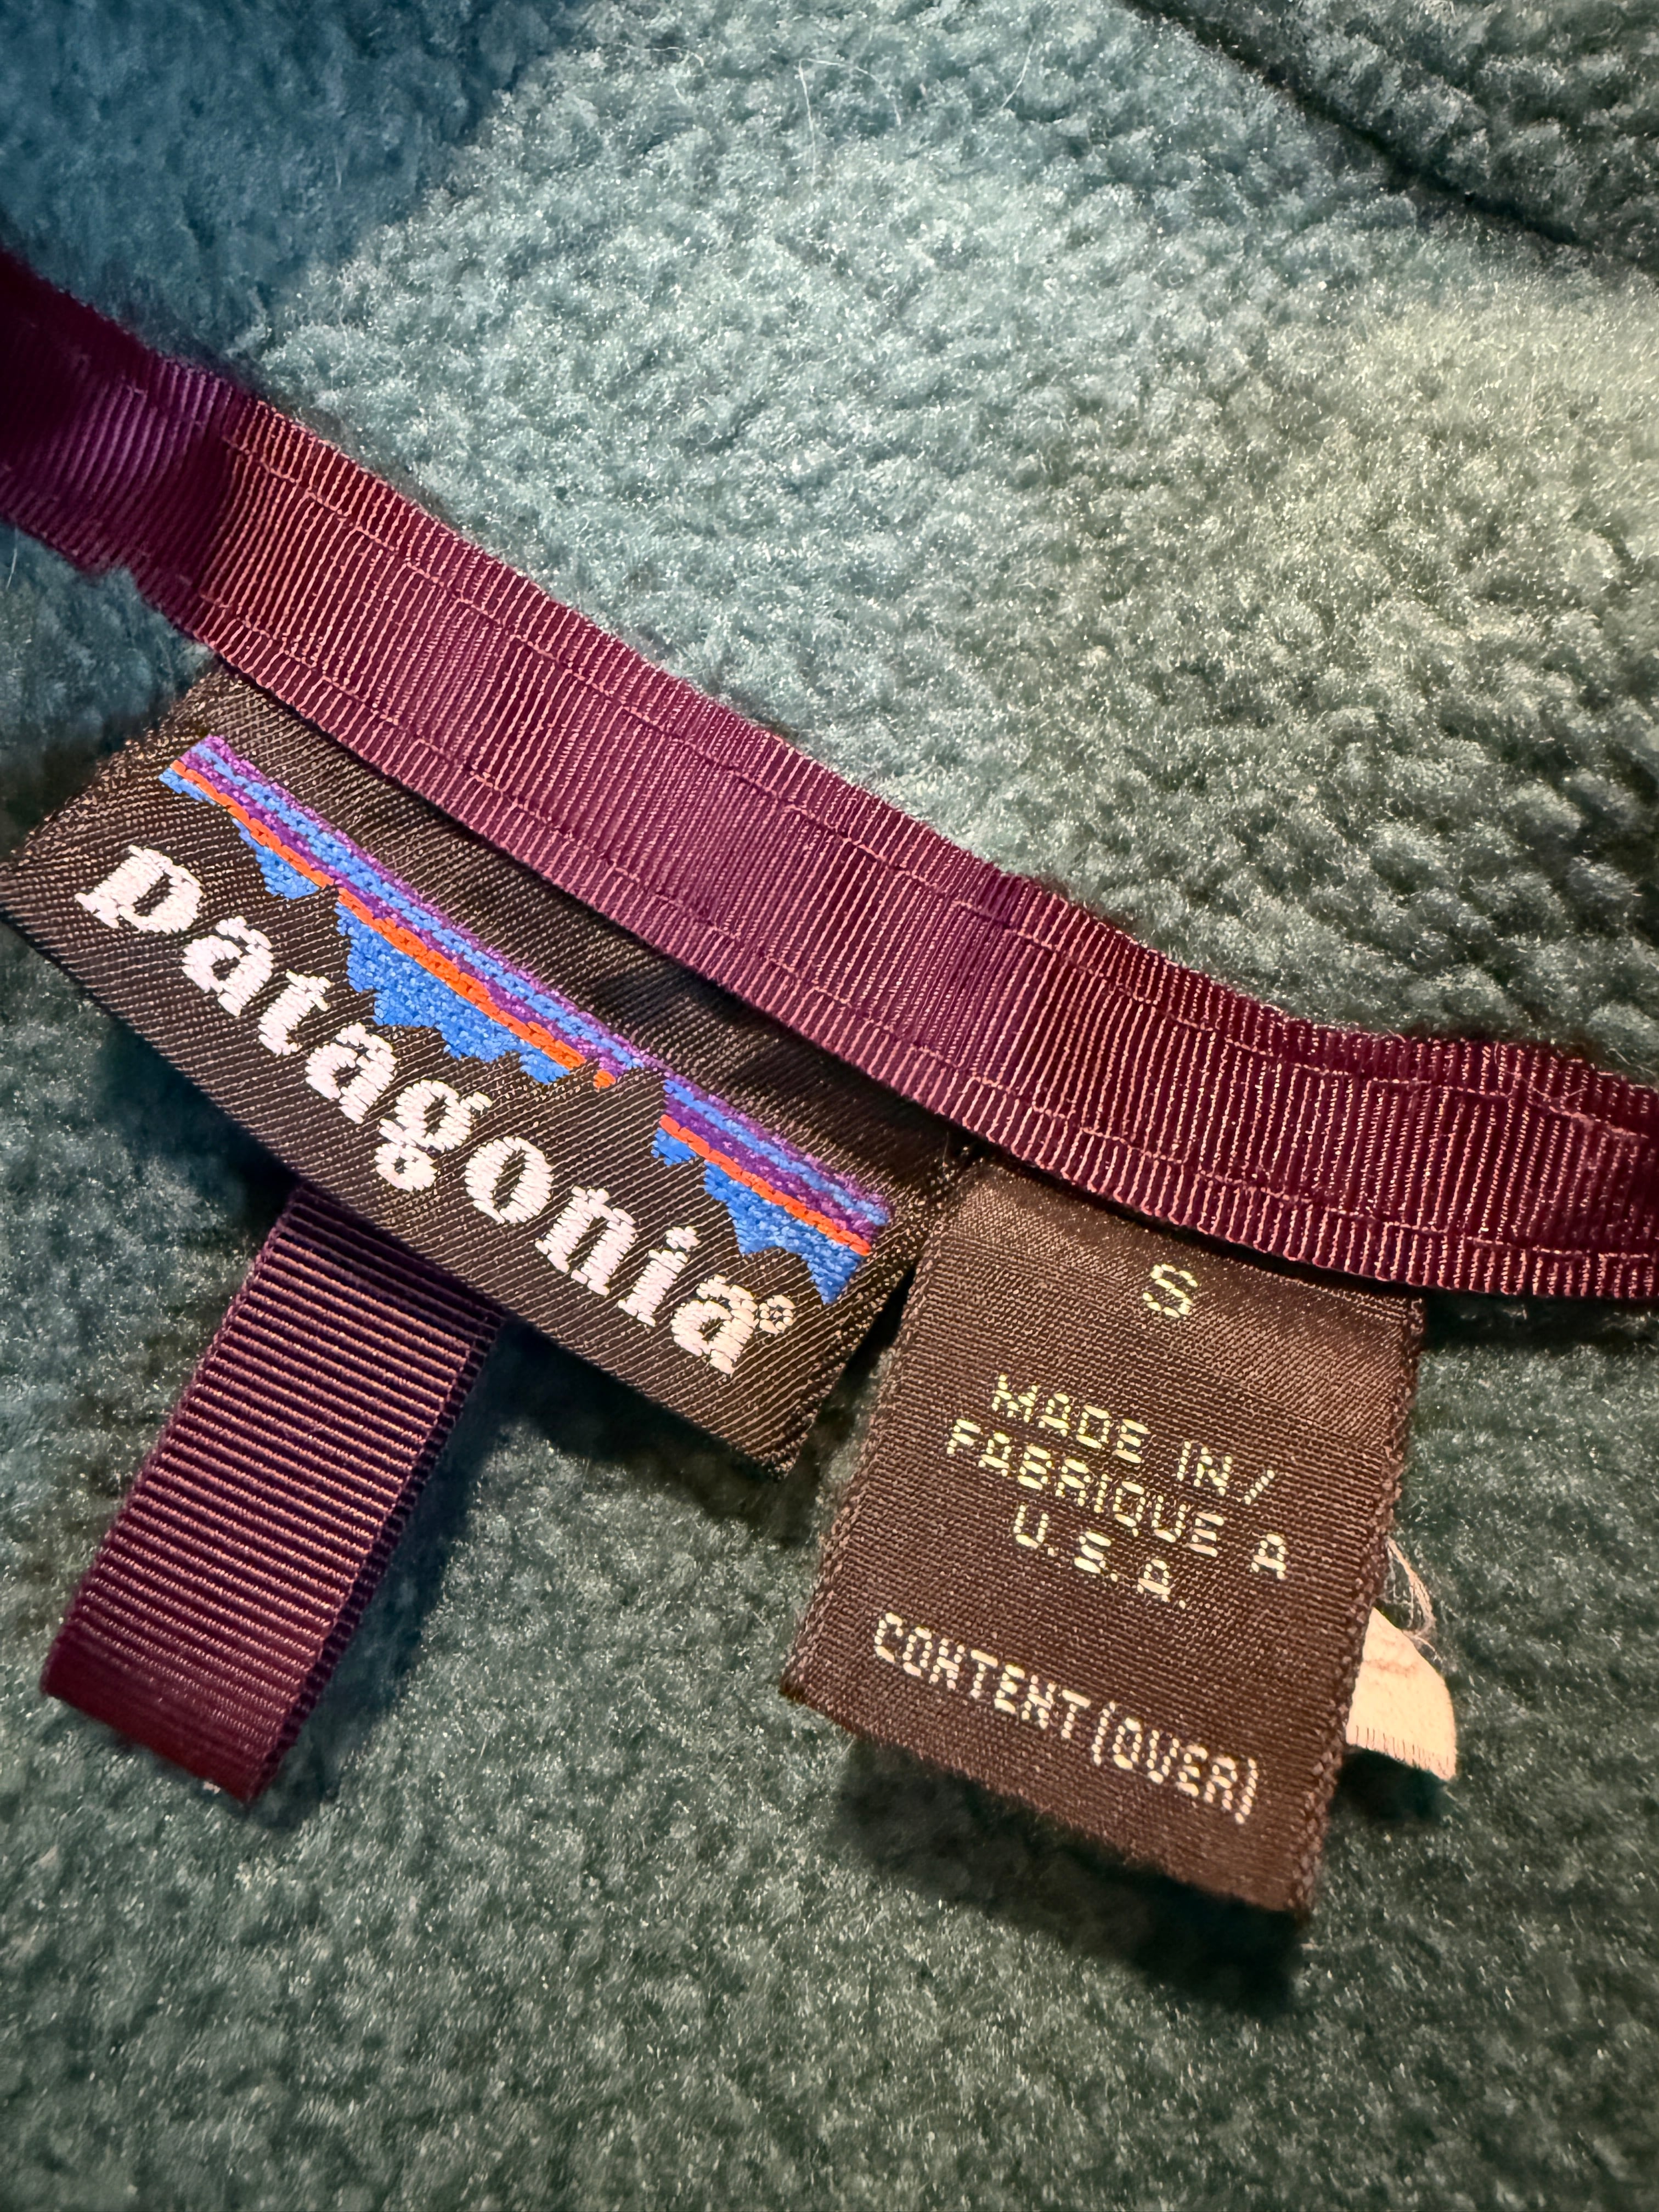 patagonia®
S
MADE IN/
FABRIQUE A
U.S.A.
CONTENT (OVER)